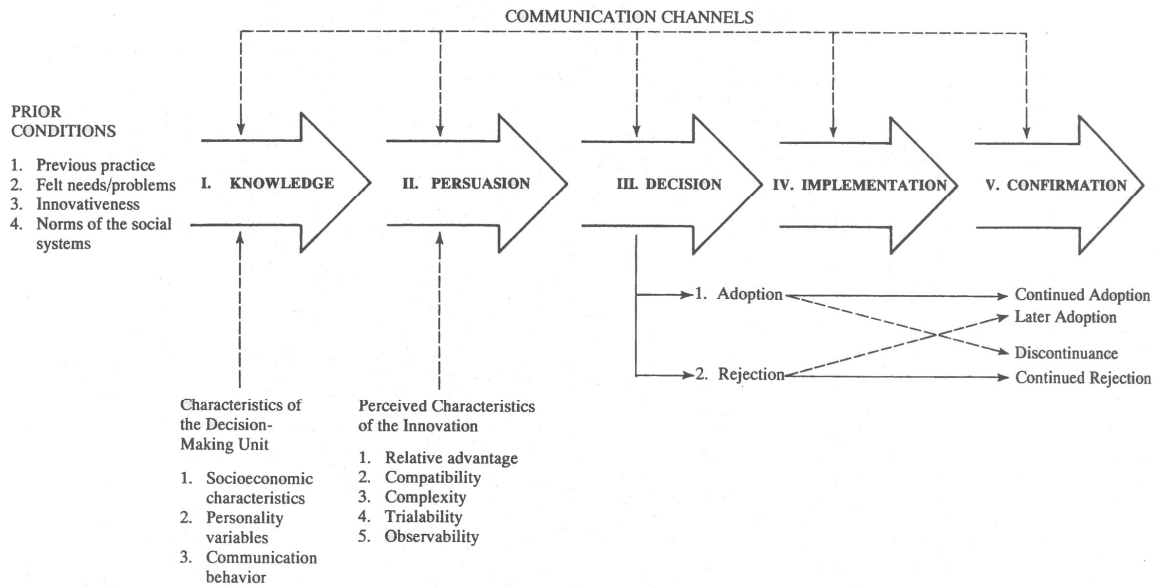 COMMUNICATION CHANNELS
PRIOR
CONDITIONS
1. Previous practice
2. Felt needs/problems
3. Innovativeness
4. Norms of the social
systems
I. KNOWLEDGE
II. PERSUASION
III. DECISION
IV. IMPLEMENTATION
V. CONFIRMATION
1. Adoption
2. Rejection
Continued Adoption
Later Adoption
Discontinuance
Continued Rejection
Characteristics of
the Decision-
Making Unit
1. Socioeconomic
characteristics
2. Personality
variables
3. Communication
behavior
Perceived Characteristics
of the Innovation
1. Relative advantage
2. Compatibility
3. Complexity
4. Trialability
5. Observability